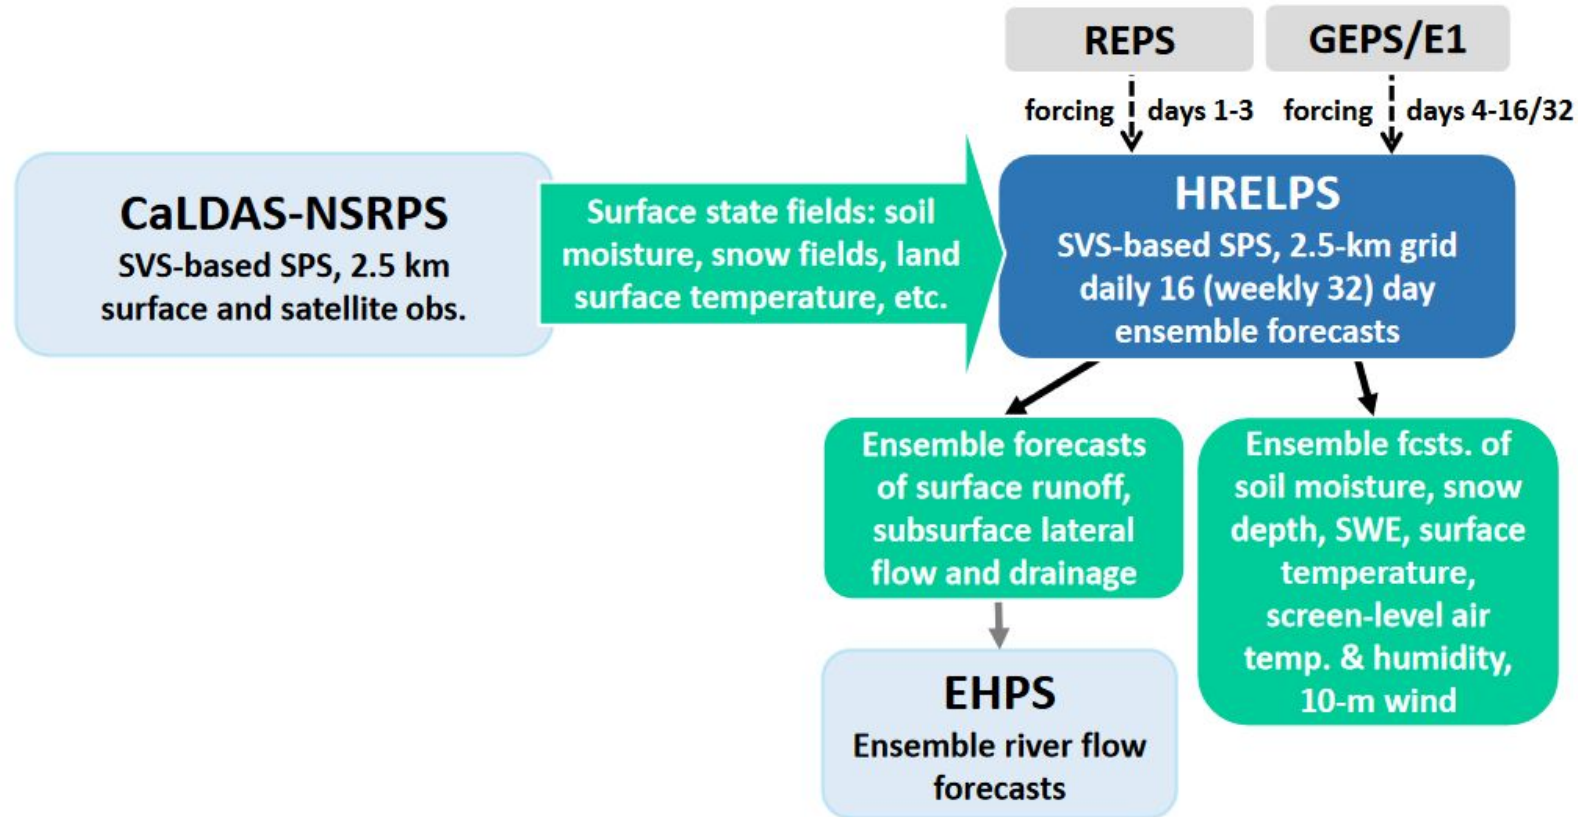 REPS
GEPS/E1
forcing days 1-3
forcing days 4-16/32
CaLDAS-NSRPS
SVS-based SPS, 2.5 km
surface and satellite obs.
Surface state fields: soil
moisture, snow fields, land
surface temperature, etc.
HRELPS
SVS-based SPS, 2.5-km grid
daily 16 (weekly 32) day
ensemble forecasts
Ensemble forecasts
of surface runoff,
subsurface lateral
flow and drainage
Ensemble fcsts. of
soil moisture, snow
depth, SWE, surface
temperature,
screen-level air
temp. & humidity,
10-m wind
EHPS
Ensemble river flow
forecasts